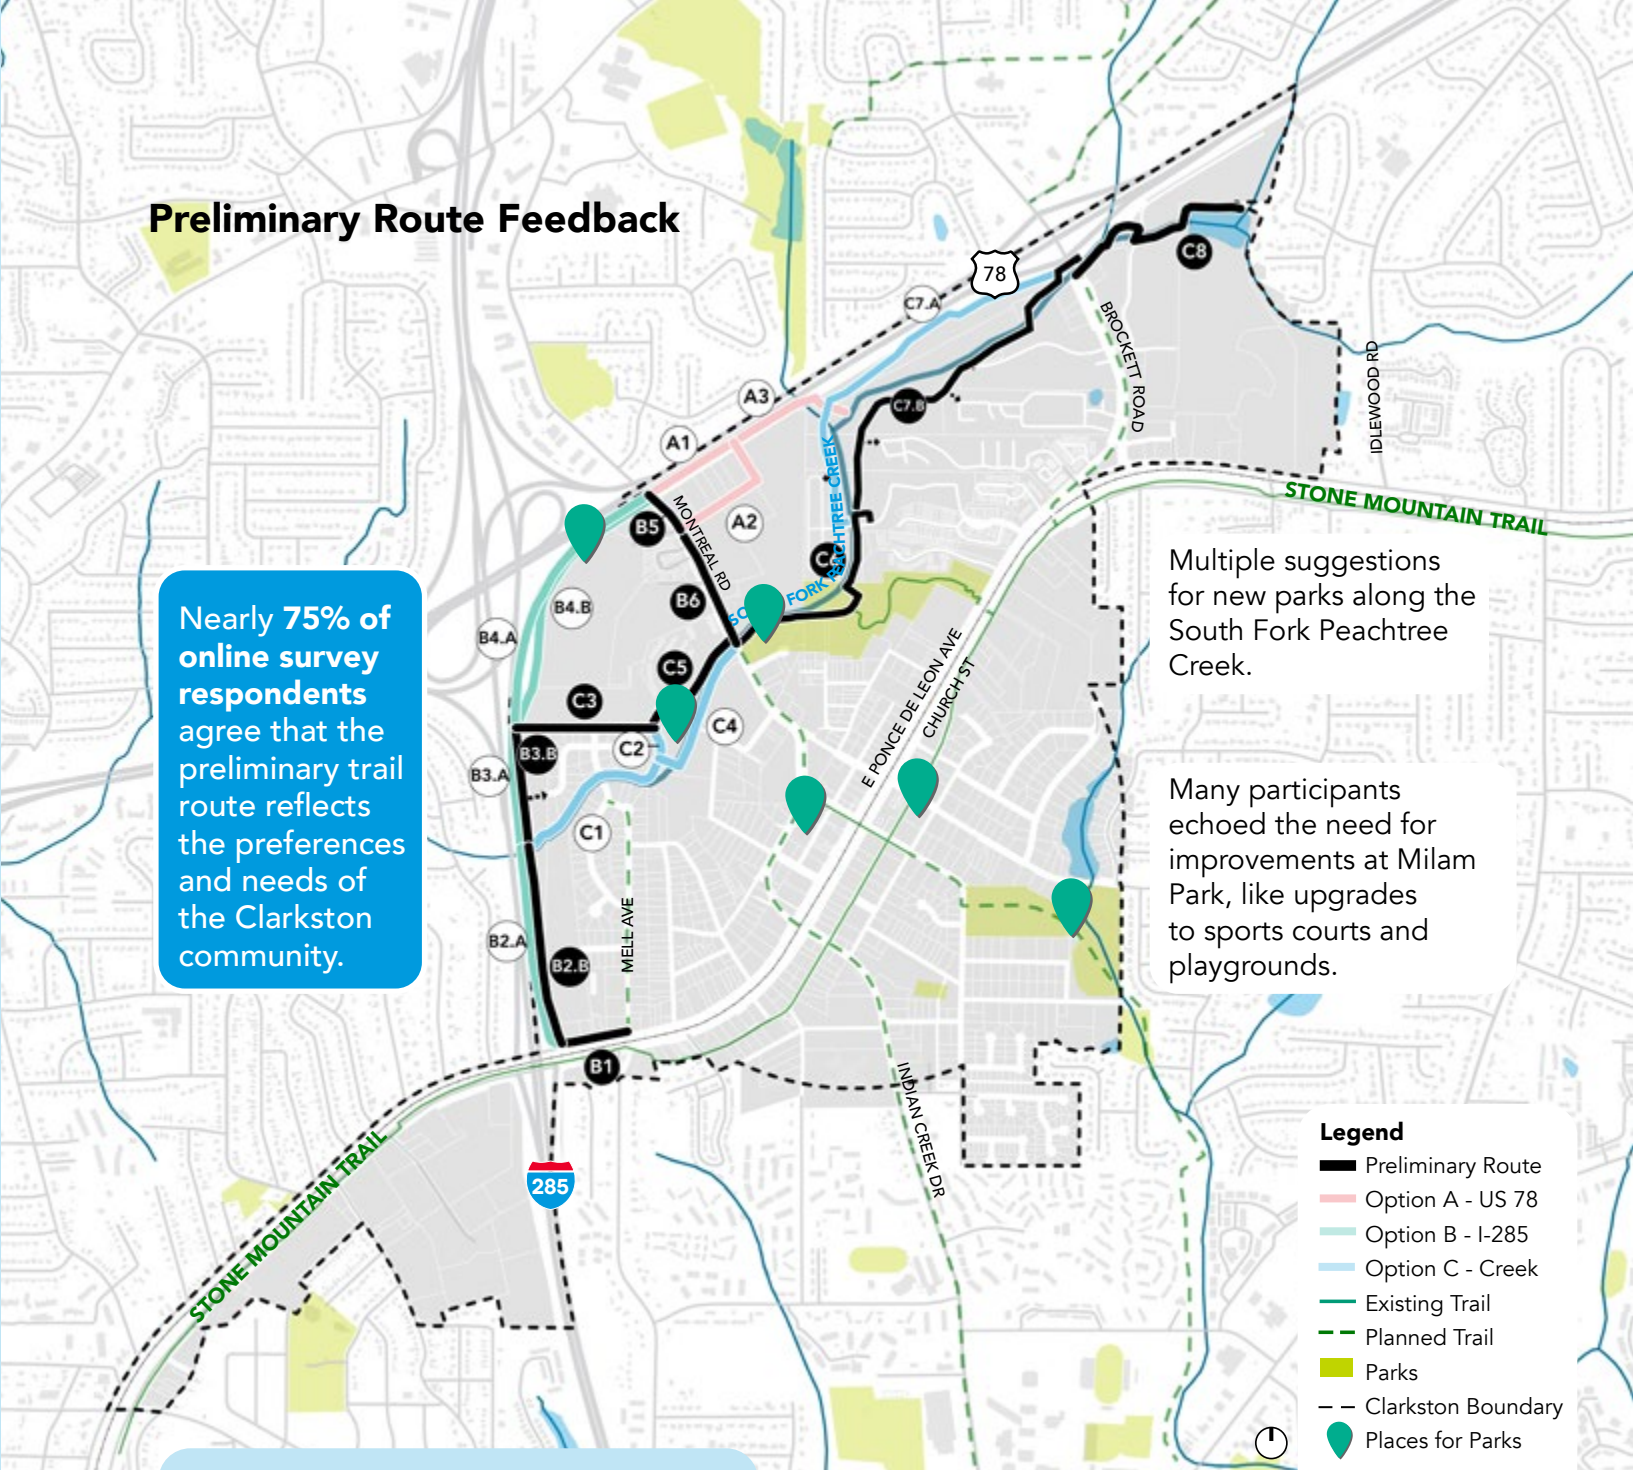 Preliminary Route Feedback
78
C8
C7.A
BROCKETT ROAD
IDLEWOOD RD
A3
C7.B
A1
STONE MOUNTAIN TRAIL
MONTREAL RD
A2
B5
PEACHTREE CREEK
FORK
B4.B
B6
B4.A
C5
C3
C4
C2
B3.B
B3.A
C1
E PONCE DE LEON AVE
CHURCH ST
Nearly 75% of
online survey
respondents
agree that the
preliminary trail
route reflects
the preferences
and needs of
the Clarkston
community.
Multiple suggestions
for new parks along the
South Fork Peachtree
Creek.
Many participants
echoed the need for
improvements at Milam
Park, like upgrades
to sports courts and
playgrounds.
MELL AVE
B2.A
B2.B
B1
INDIAN CREEK DR
STONE MOUNTAIN TRAIL
285
Legend
Preliminary Route
Option A - US 78
Option B - I-285
Option C - Creek
Existing Trail
Planned Trail
Parks
Clarkston Boundary
Places for Parks